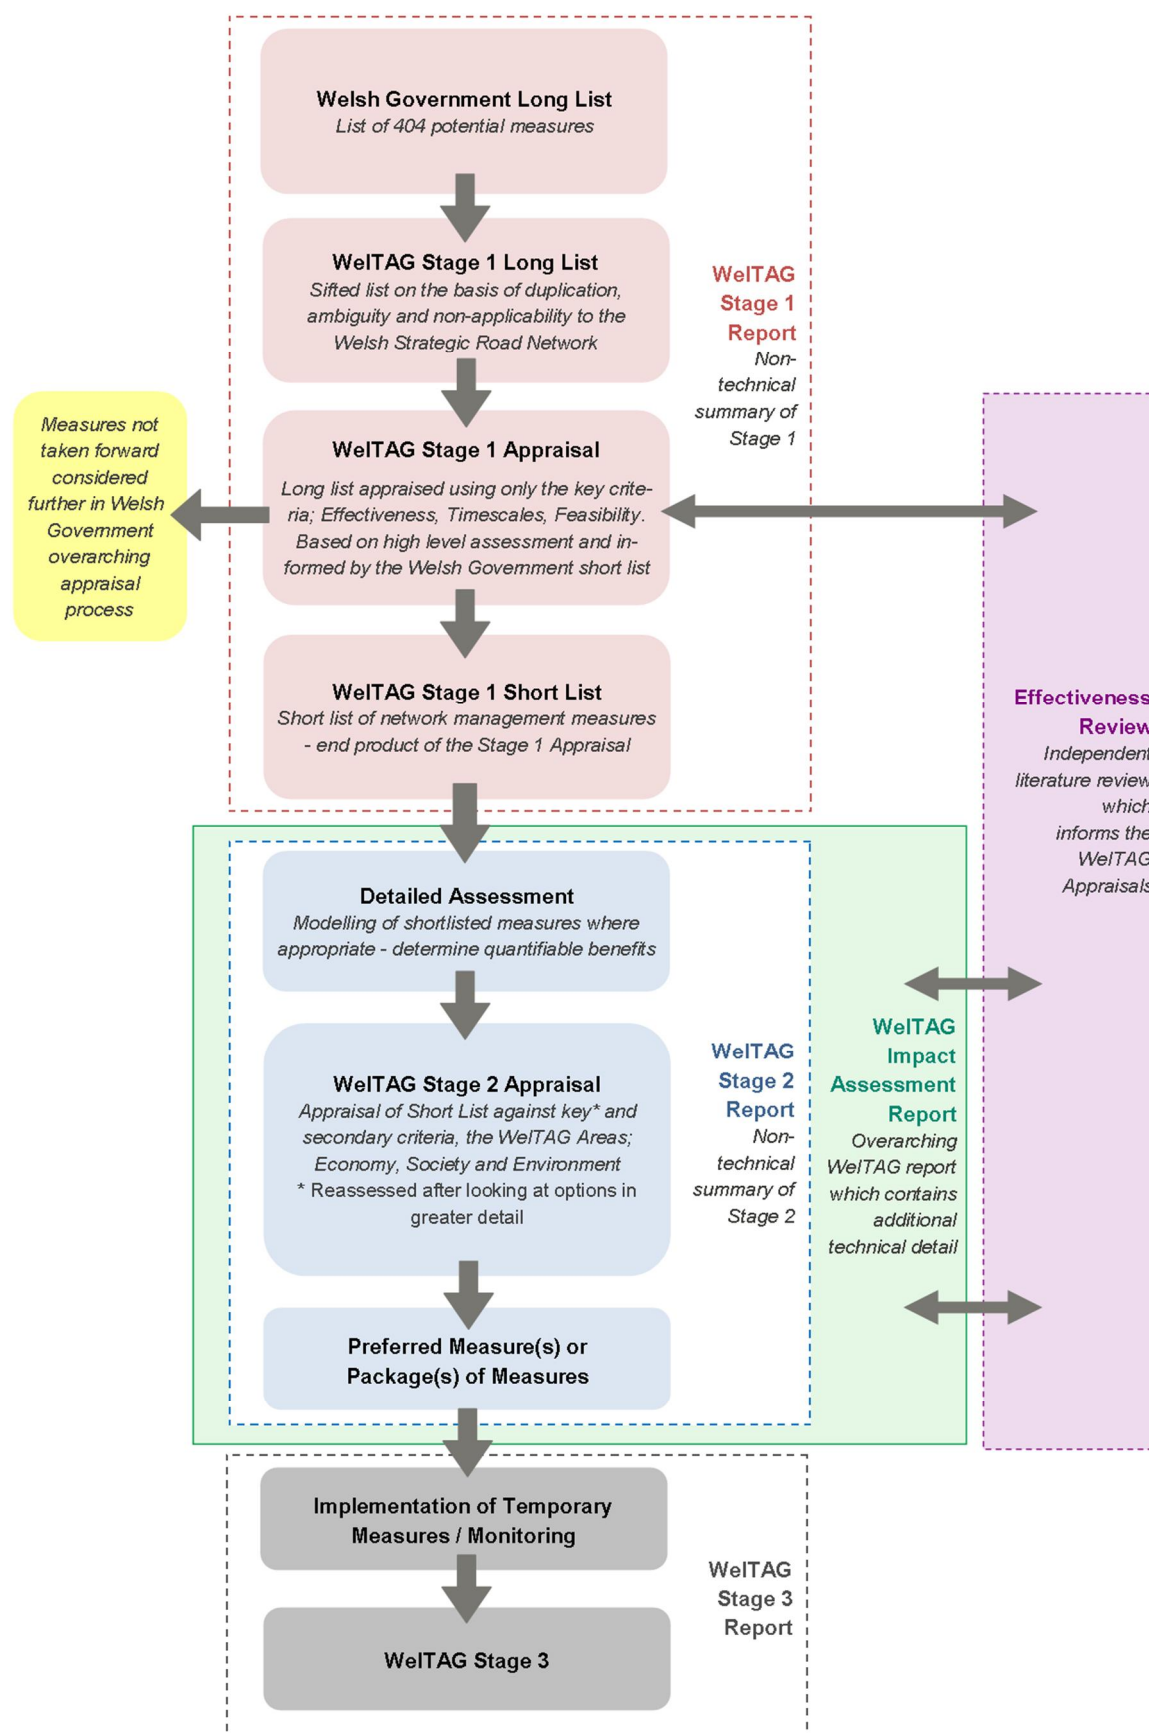 Welsh Government Long List
List of 404 potential measures
WelTAG Stage 1 Long List
Sifted list on the basis of duplication,
ambiguity and non-applicability to the
Welsh Strategic Road Network
WelTAG
Stage 1
Report
Non-
technical
summary of
Stage 1
Measures not
taken forward
considered
further in Welsh
Government
overarching
appraisal
process
WelTAG Stage 1 Appraisal
Long list appraised using only the key crite-
ria; Effectiveness, Timescales, Feasibility.
Based on high level assessment and in-
formed by the Welsh Government short list
WelTAG Stage 1 Short List
Short list of network management measures
- end product of the Stage 1 Appraisal
Effectiveness
Review
Independent
literature review
which
informs the
WelTAG
Appraisals
Detailed Assessment
Modelling of shortlisted measures where
appropriate - determine quantifiable benefits
WelTAG Stage 2 Appraisal
Appraisal of Short List against key* and
secondary criteria, the WelTAG Areas;
Economy, Society and Environment
* Reassessed after looking at options in
greater detail
WelTAG
Stage 2
Report
Non-
technical
summary of
Stage 2
WelTAG
Impact
Assessment
Report
Overarching
WelTAG report
which contains
additional
technical detail
Preferred Measure(s) or
Package(s) of Measures
Implementation of Temporary
Measures / Monitoring
WelTAG
Stage 3
Report
WelTAG Stage 3